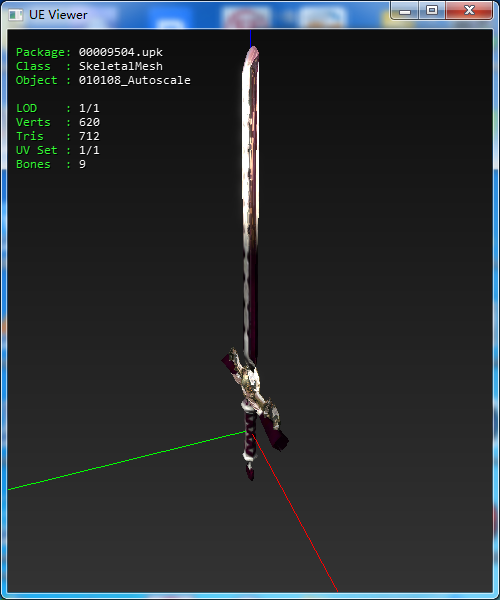 UE Viewer
Package: 00009504.upk
Class : SkeletalMesh
Object : 010108_Autoscale
LOD : 1/1
Verts : 620
Tris : 712
UV Set : 1/1
Bones : 9